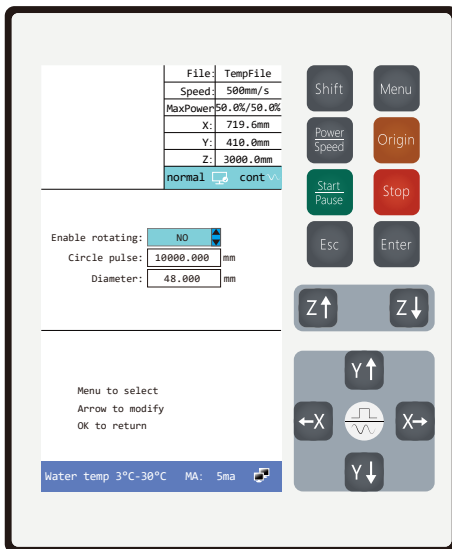 File: TempFile
Speed: 500mm/s
MaxPower 50.0%/50.0%
X: 719.6mm
Y: 410.0mm
Z: 3000.0mm
normal cont
Enable rotating: NO
Circle pulse: 10000.000 mm
Diameter: 48.000 mm
Menu to select
Arrow to modify
OK to return
Water temp 3°C-30°C MA: 5ma
Shift Menu
Power
Speed
Origin
Start
Pause
Stop
Esc Enter
Z↑ Z↓
Y↑
←X X→
Y↓